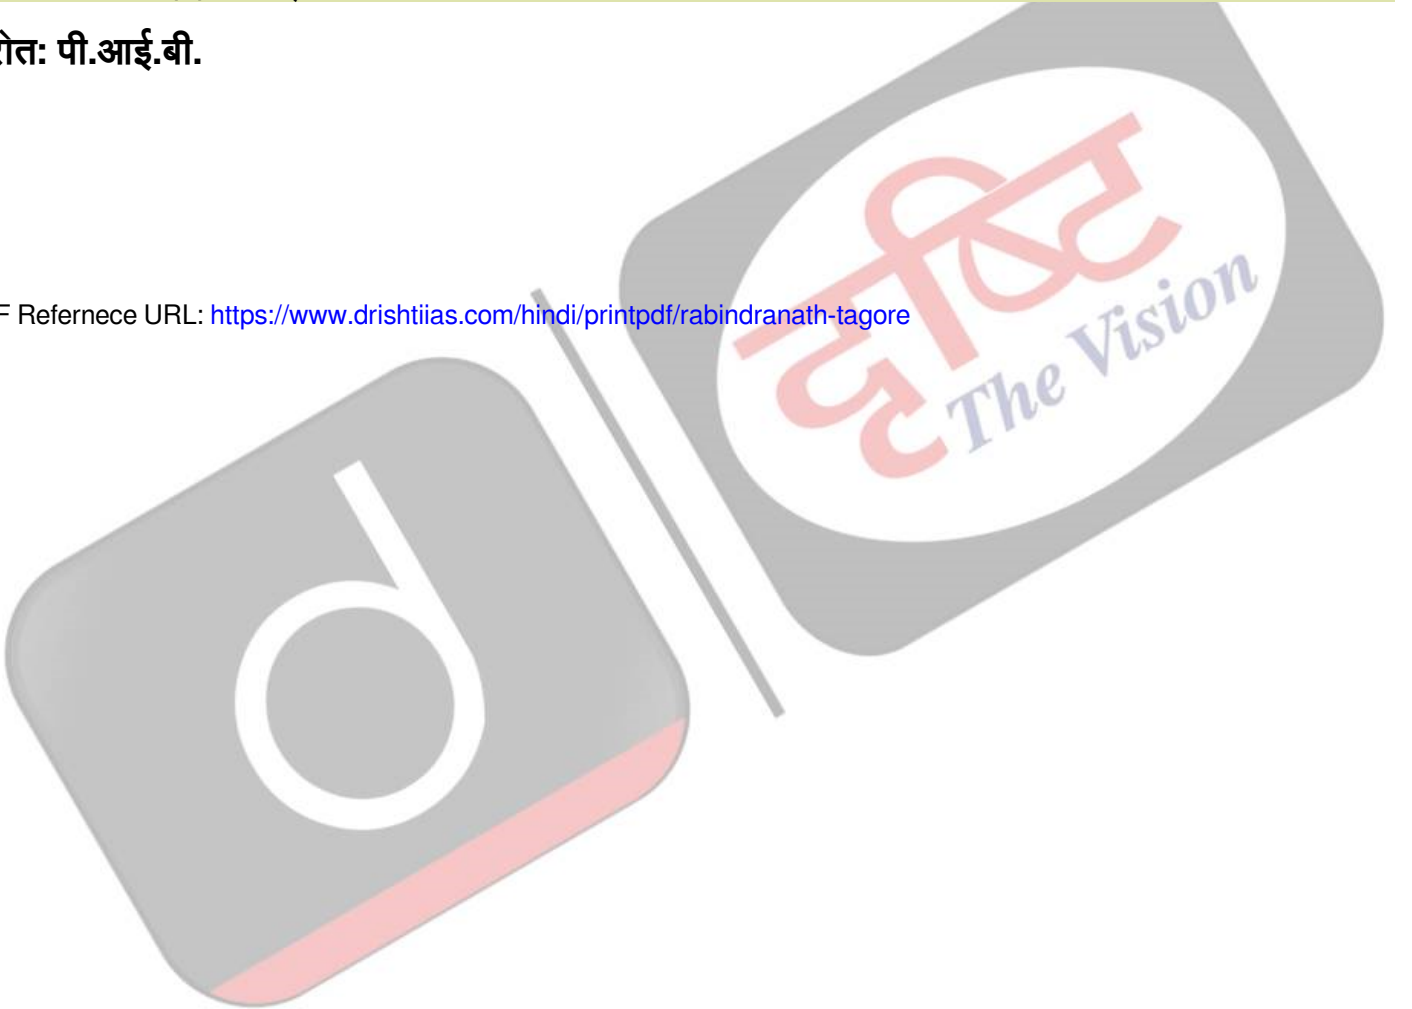 रोत: पी.आई.बी.
F Refernece URL: https://www.drishtiias.com/hindi/printpdf/rabindranath-tagore
दृष्टि
The Vision
d